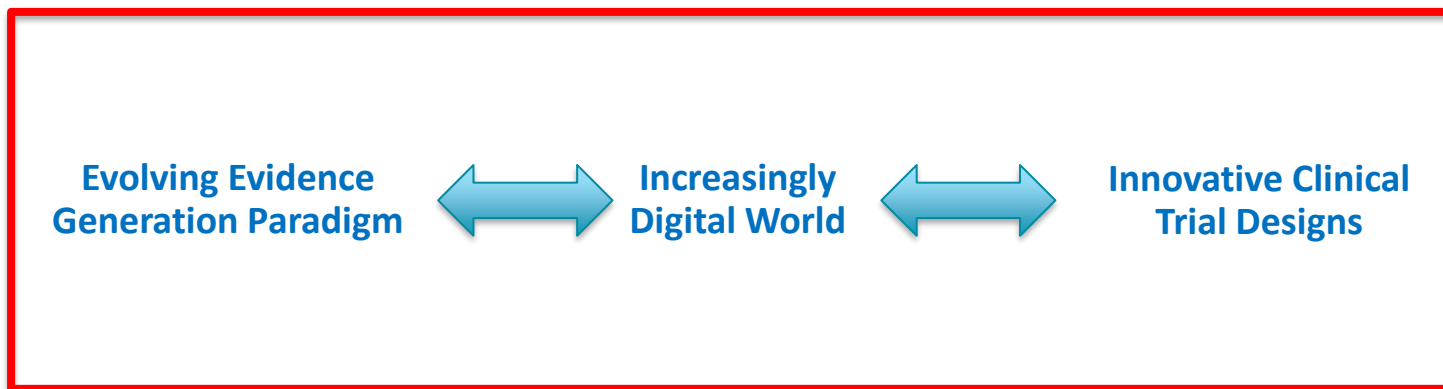 Evolving Evidence
Generation Paradigm
Increasingly
Digital World
Innovative Clinical
Trial Designs